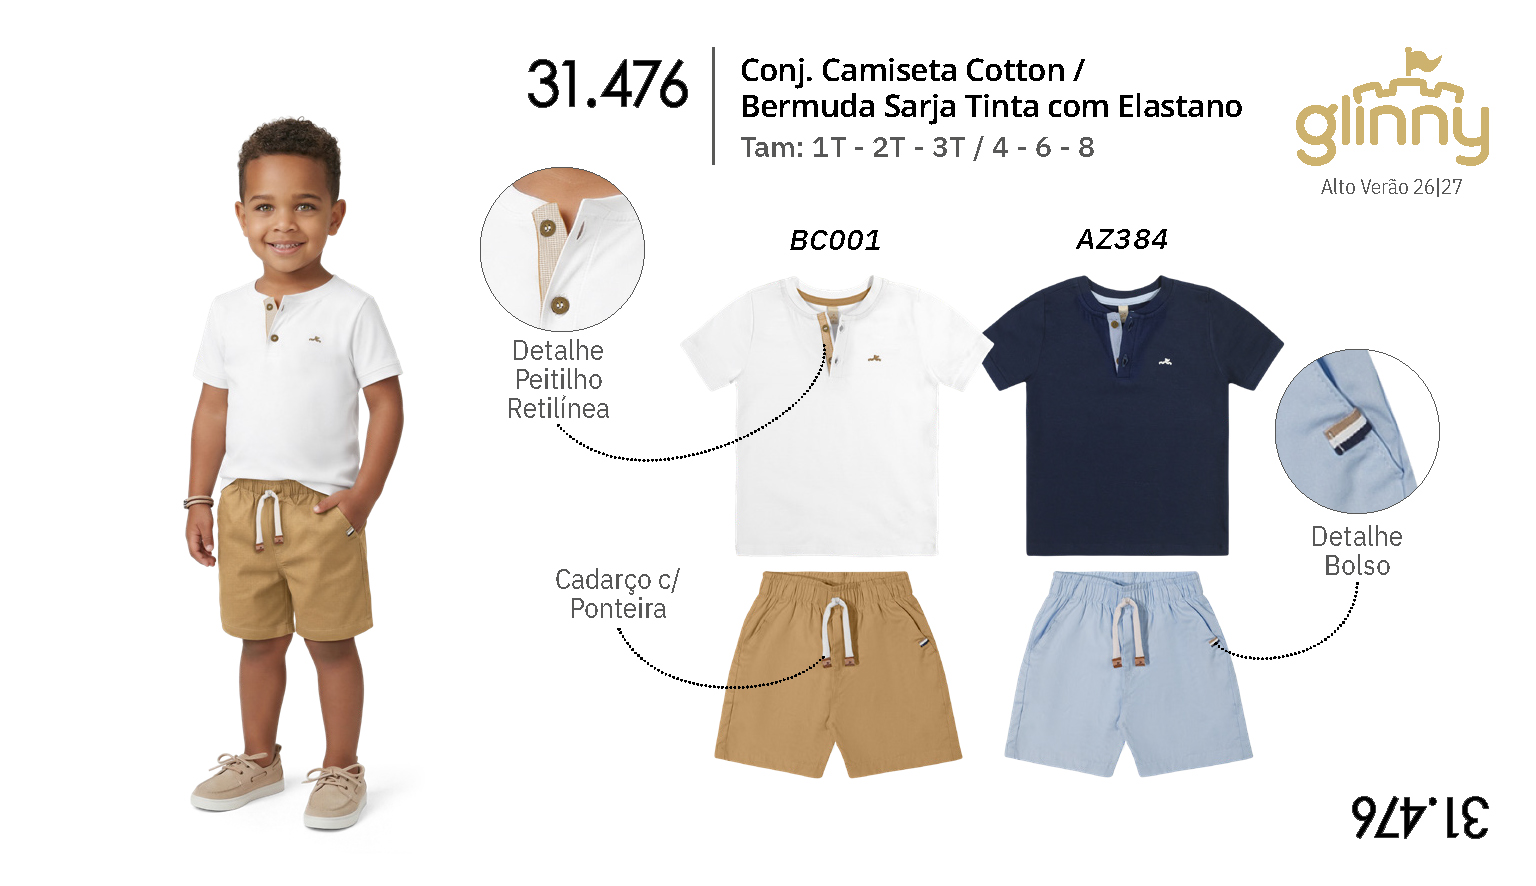 31.476
Conj. Camiseta Cotton /
Bermuda Sarja Tinta com Elastano
Tam: 1T - 2T - 3T / 4 - 6 - 8
glinny
Alto Verão 26|27
BC001
AZ384
Detalhe
Peitilho
Retilínea
Detalhe
Bolso
Cadarço c/
Ponteira
31.476